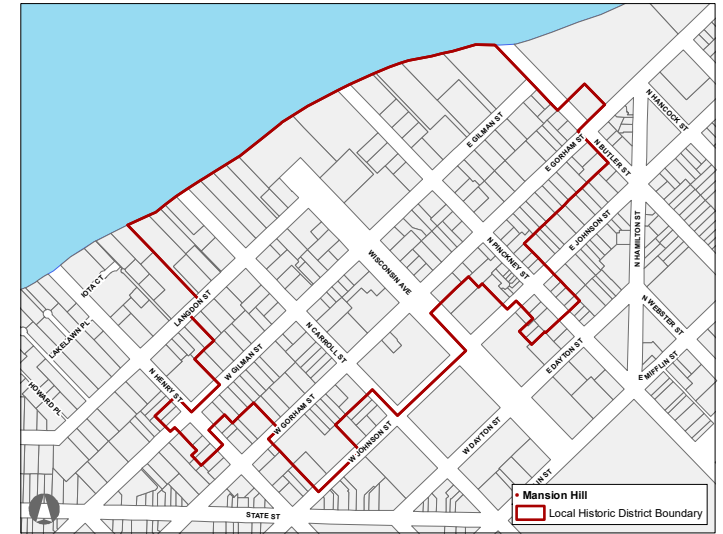 N HANCOCK ST
E GILMAN ST
E GORHAM ST
N BUTLER ST
E JOHNSON ST
N HAMILTON ST
N PINCKNEY ST
WISCONSIN AVE
IOTA CT
LANGDON ST
LAKELAWN PL
N CARROLL ST
N WEBSTER ST
W GILMAN ST
E DAYTON ST
E MIFFLIN ST
N HENRY ST
HOWARD PL
W GORHAM ST
W JOHNSON ST
W DAYTON ST
IN ST
STATE ST
• Mansion Hill
Local Historic District Boundary